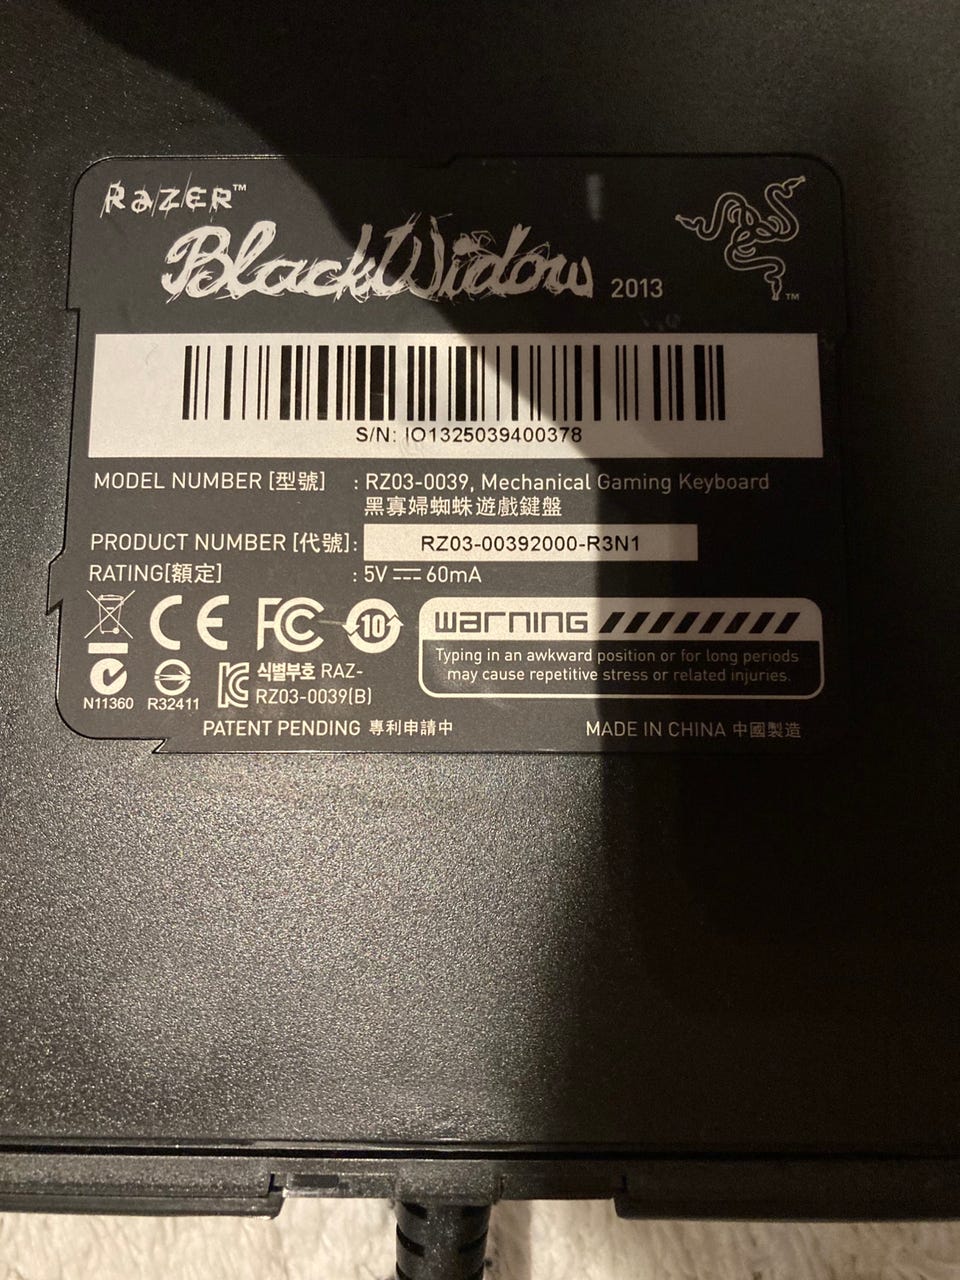 RAZER™
BlackWidow 2013
™
S/N: IO1325039400378
MODEL NUMBER [型號] : RZ03-0039, Mechanical Gaming Keyboard
黑寡婦蜘蛛遊戲鍵盤
PRODUCT NUMBER [代號]: RZ03-00392000-R3N1
RATING[額定] : 5V 60mA
CE FC 10
warning
Typing in an awkward position or for long periods
may cause repetitive stress or related injuries.
N11360 R32411
식별부호 RAZ-
RZ03-0039(B)
PATENT PENDING 專利申請中
MADE IN CHINA 中國製造